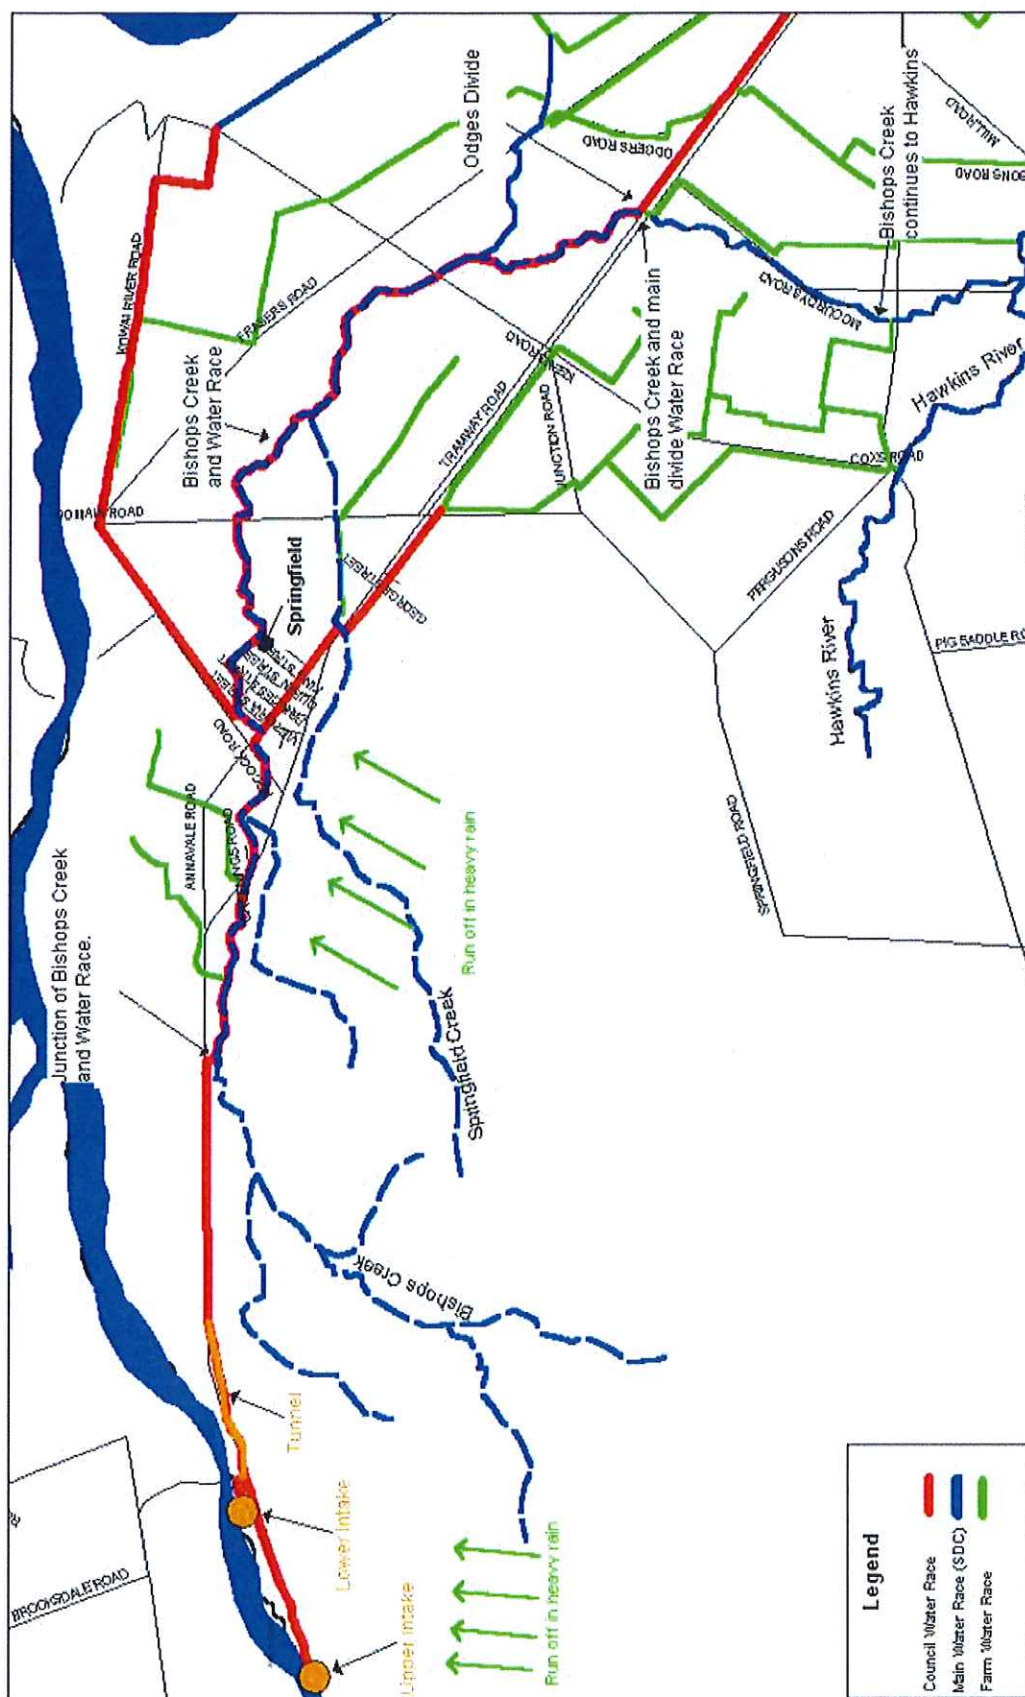 Odges Divide
KOWAI RIVER ROAD
FRASERS ROAD
ODGERS ROAD
MILL ROAD
Bishops Creek
continues to Hawkins
Bishops Creek
and Water Race
KEENS ROAD
TRAMWAY ROAD
JUNCTION ROAD
Bishops Creek and main
divide Water Race
MCCURDYS ROAD
Hawkins River
COXS ROAD
Springfield
GEORGE STREET
PERGUSONS ROAD
Hawkins River
SPRINGFIELD ROAD
ANNAVALE ROAD
Junction of Bishops Creek
and Water Race.
Run off in heavy rain
Springfield Creek
Bishops Creek
Tunnel
Lower Intake
Upper Intake
BROOKSDALE ROAD
Run off in heavy rain
Legend
Council Water Race
Main Water Race (SDC)
Farm Water Race